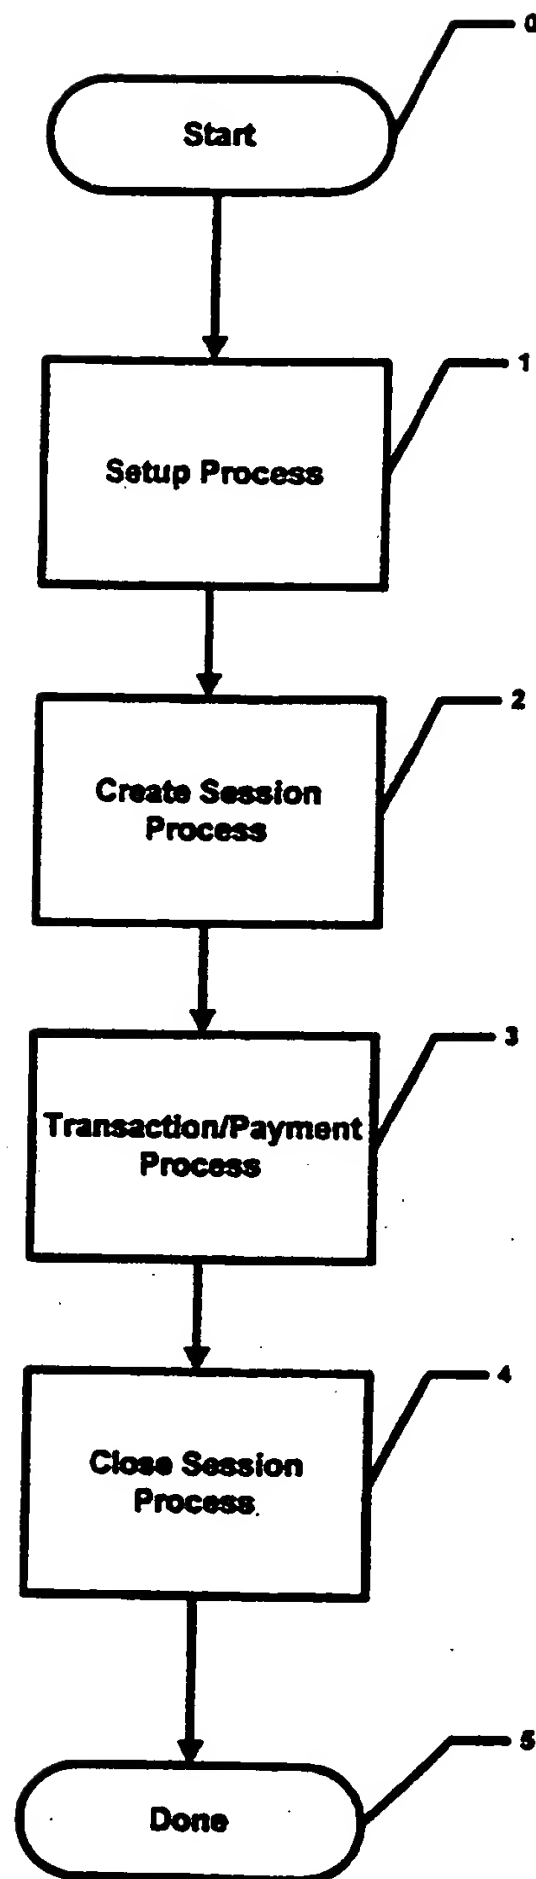 0
Start
1
Setup Process
2
Create Session
Process
3
Transaction/Payment
Process
4
Close Session
Process
5
Done